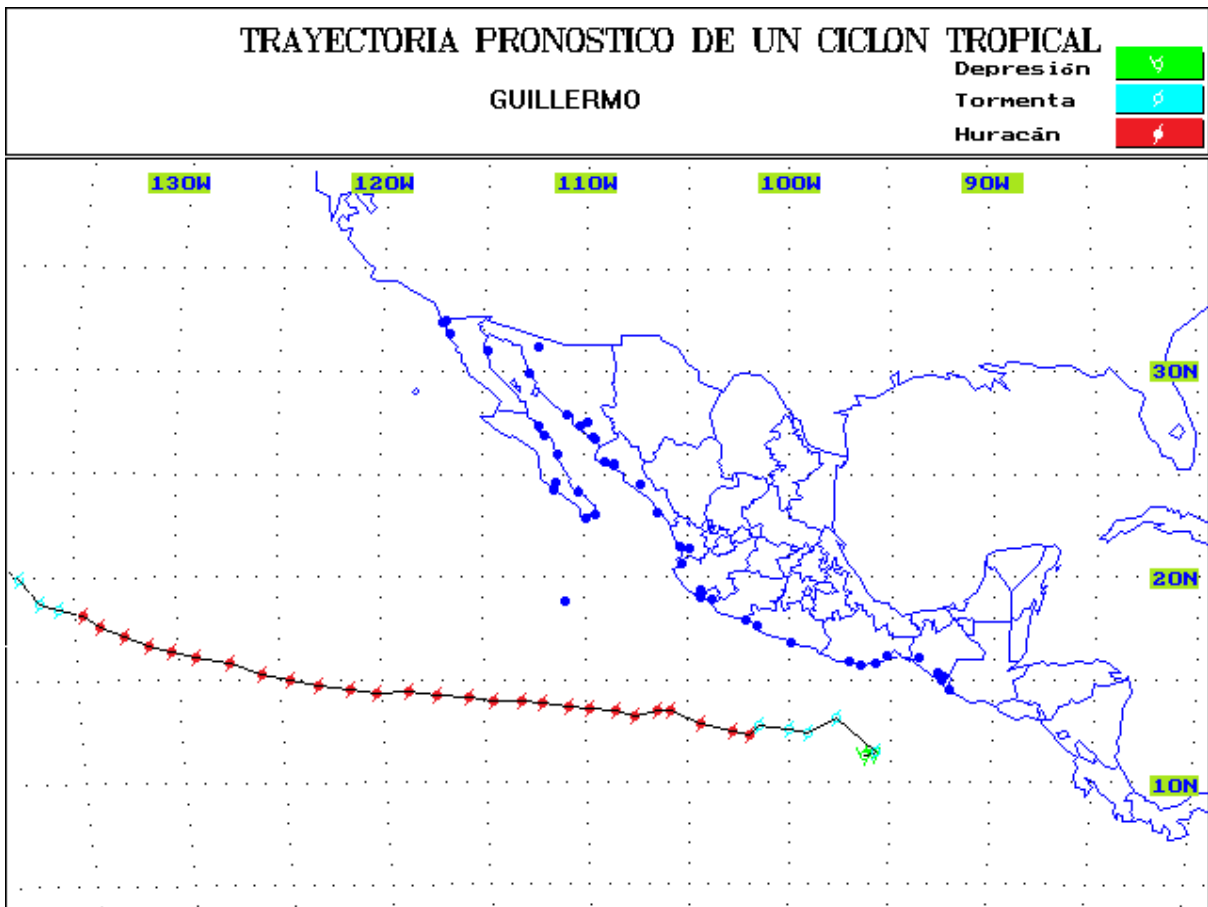 TRAYECTORIA PRONOSTICO DE UN CICLON TROPICAL
GUILLERMO
Depresión
Tormenta
Huracán
130W 120W 110W 100W 90W
30N
20N
10N